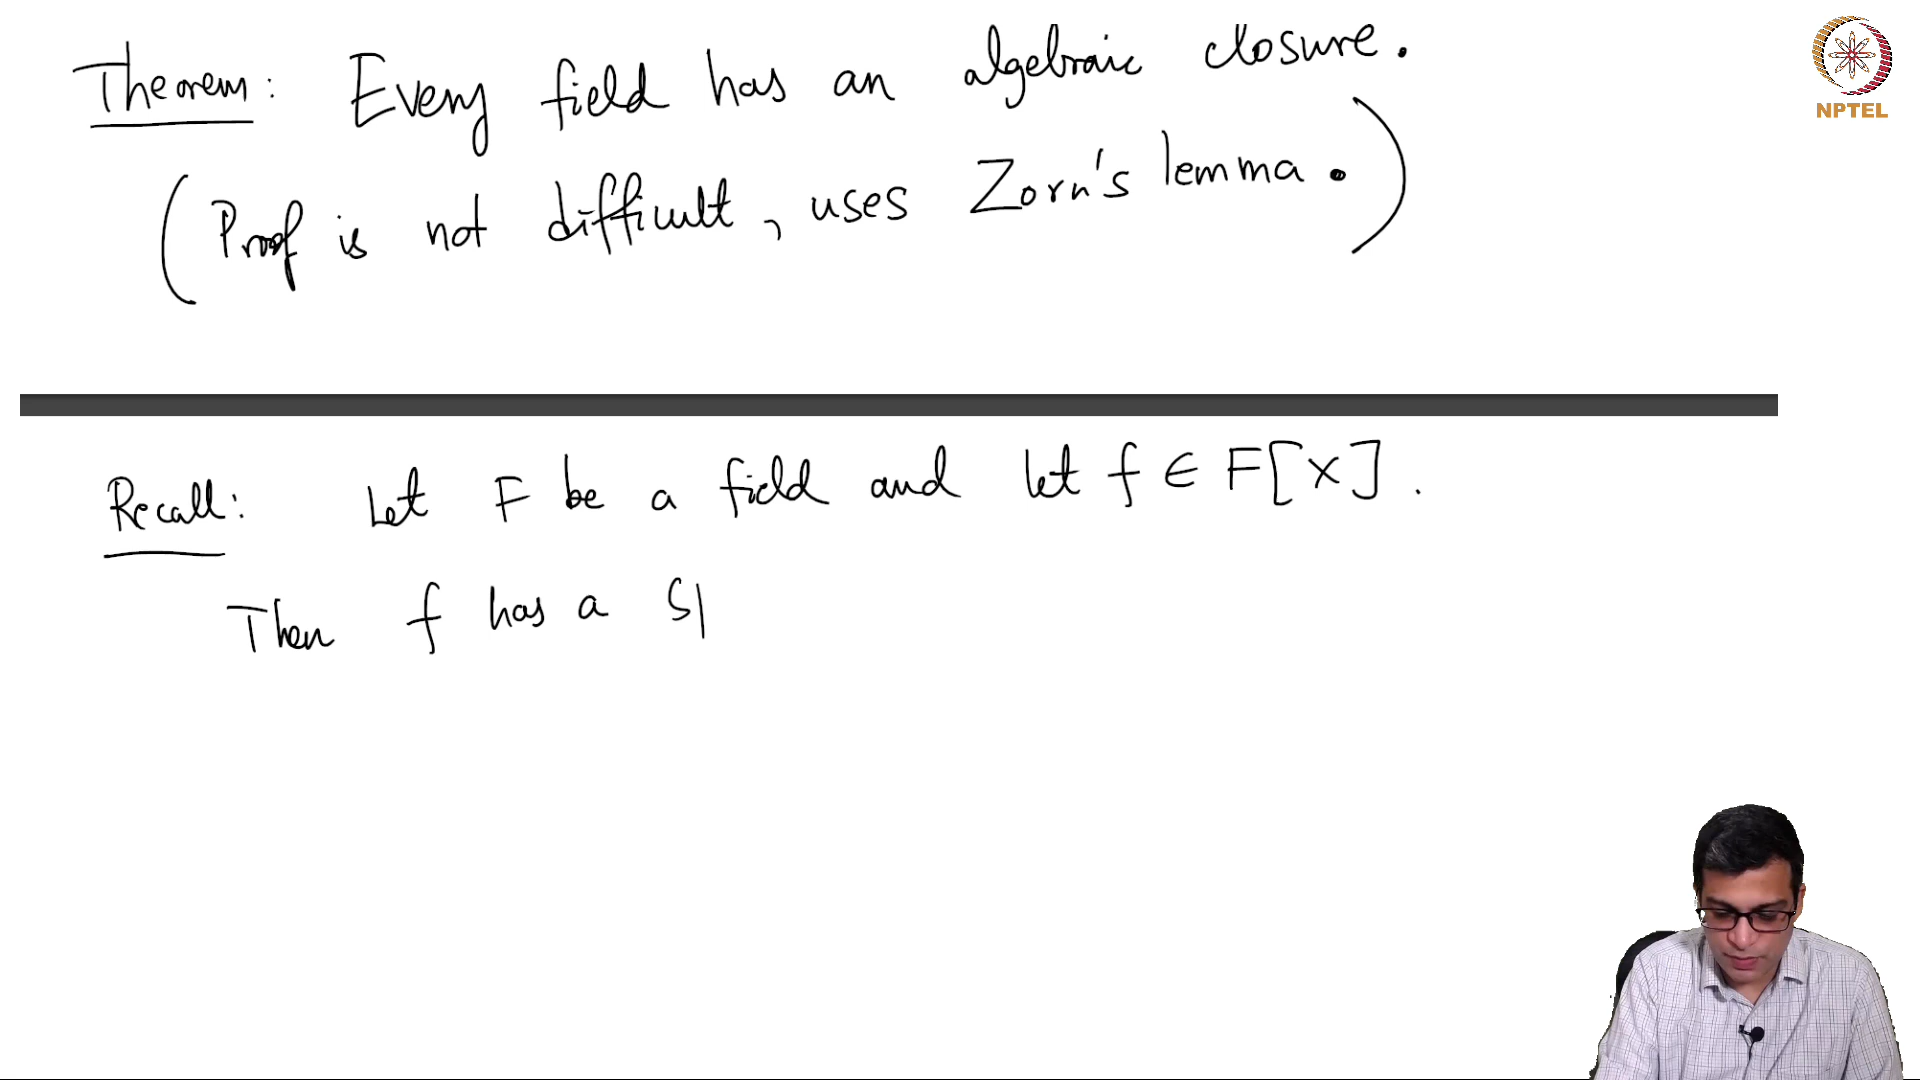 Theorem: Every field has an algebraic closure.
(Proof is not difficult, uses Zorn's lemma.)
NPTEL
Recall: Let F be a field and let f ∈ F[X].
Then f has a Sp